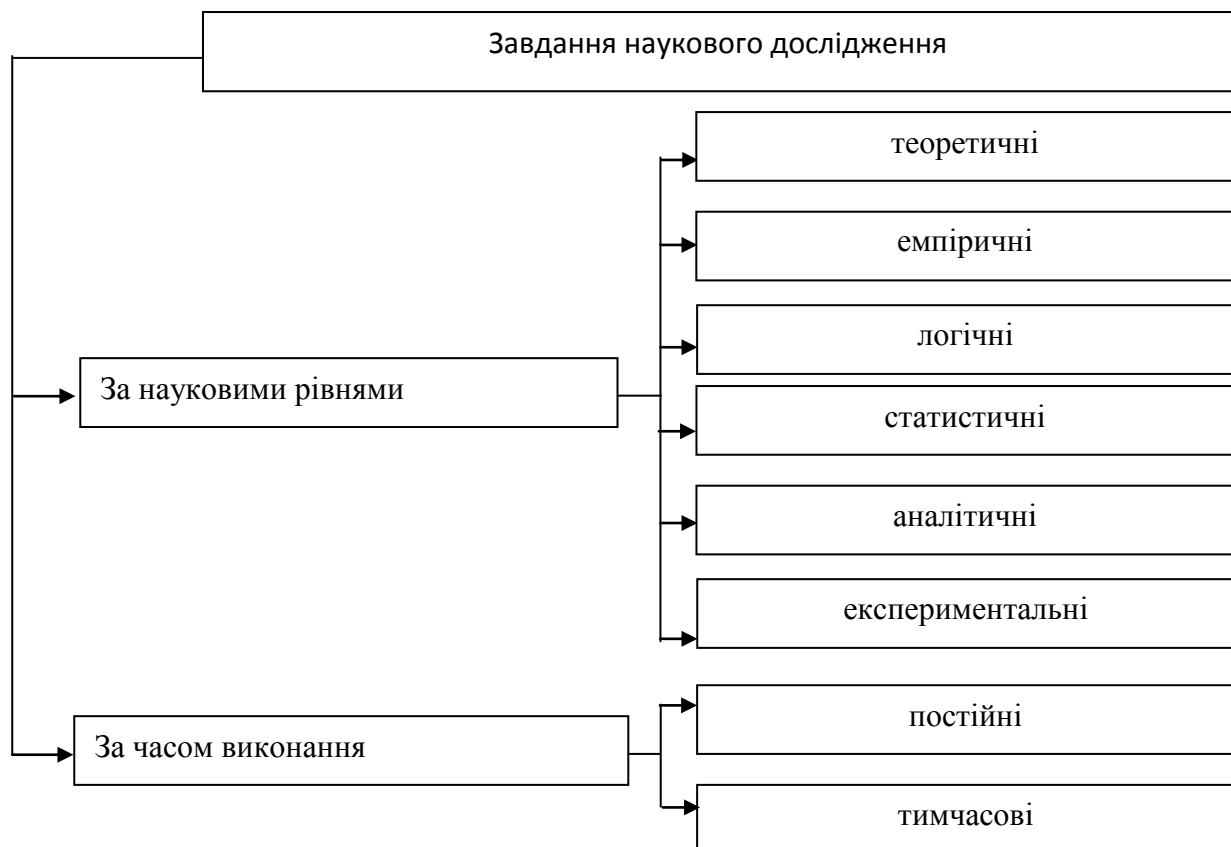 Завдання наукового дослідження
теоретичні
емпіричні
логічні
За науковими рівнями
статистичні
аналітичні
експериментальні
постійні
За часом виконання
тимчасові